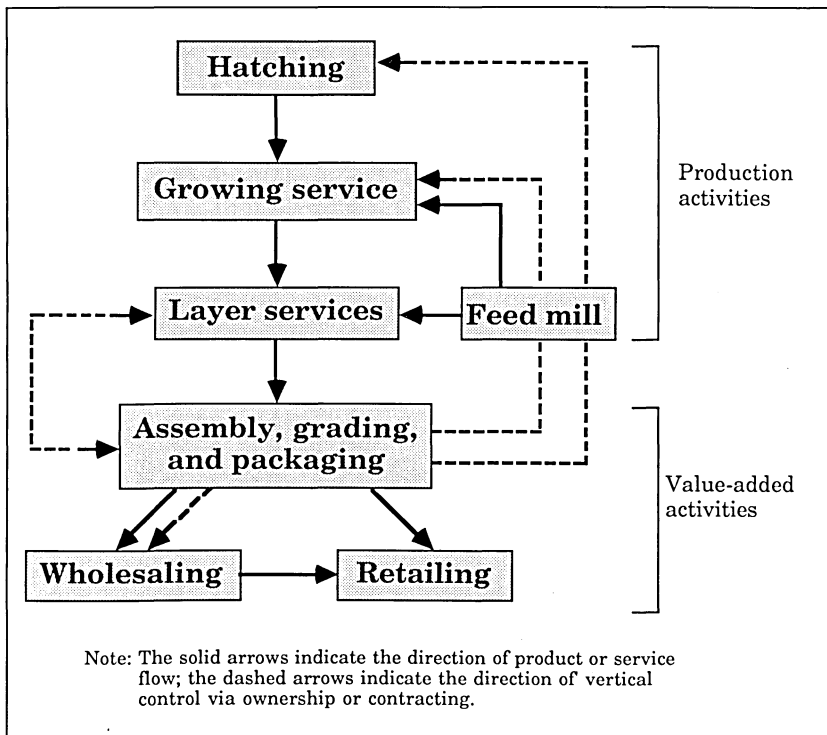 Hatching
Growing service
Production
activities
Layer services
Feed mill
Assembly, grading,
and packaging
Value-added
activities
Wholesaling
Retailing
Note: The solid arrows indicate the direction of product or service
flow; the dashed arrows indicate the direction of vertical
control via ownership or contracting.